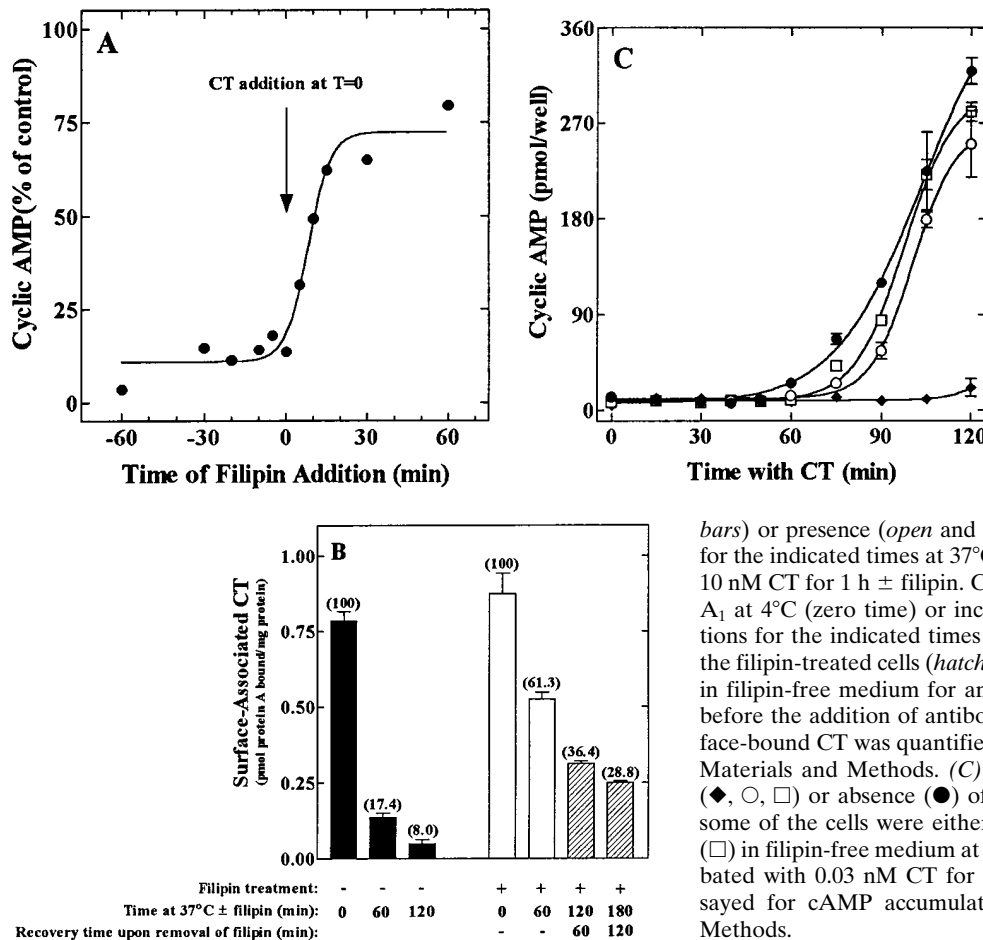 A
100
75
50
25
0
Cyclic AMP(% of control)
CT addition at T=0
-60
-30
0
30
60
Time of Filipin Addition (min)
C
360
270
180
90
0
Cyclic AMP (pmol/well)
0
30
60
90
120
Time with CT (min)
B
1.00
0.75
0.50
0.25
0.00
Surface-Associated CT
(pmol protein A bound/mg protein)
(100)
(17.4)
(8.0)
(100)
(61.3)
(36.4)
(28.8)
Filipin treatment: - - - + + + +
Time at 37°C ± filipin (min): 0 60 120 0 60 120 180
Recovery time upon removal of filipin (min): - - 60 120
bars) or presence (open and
for the indicated times at 37°C
10 nM CT for 1 h ± filipin. C
A1 at 4°C (zero time) or inc
tions for the indicated times
the filipin-treated cells (hatch
in filipin-free medium for an
before the addition of antibo
face-bound CT was quantifie
Materials and Methods. (C)
(◆, ○, □) or absence (●) of
some of the cells were either
(□) in filipin-free medium at
bated with 0.03 nM CT for
sayed for cAMP accumulat
Methods.